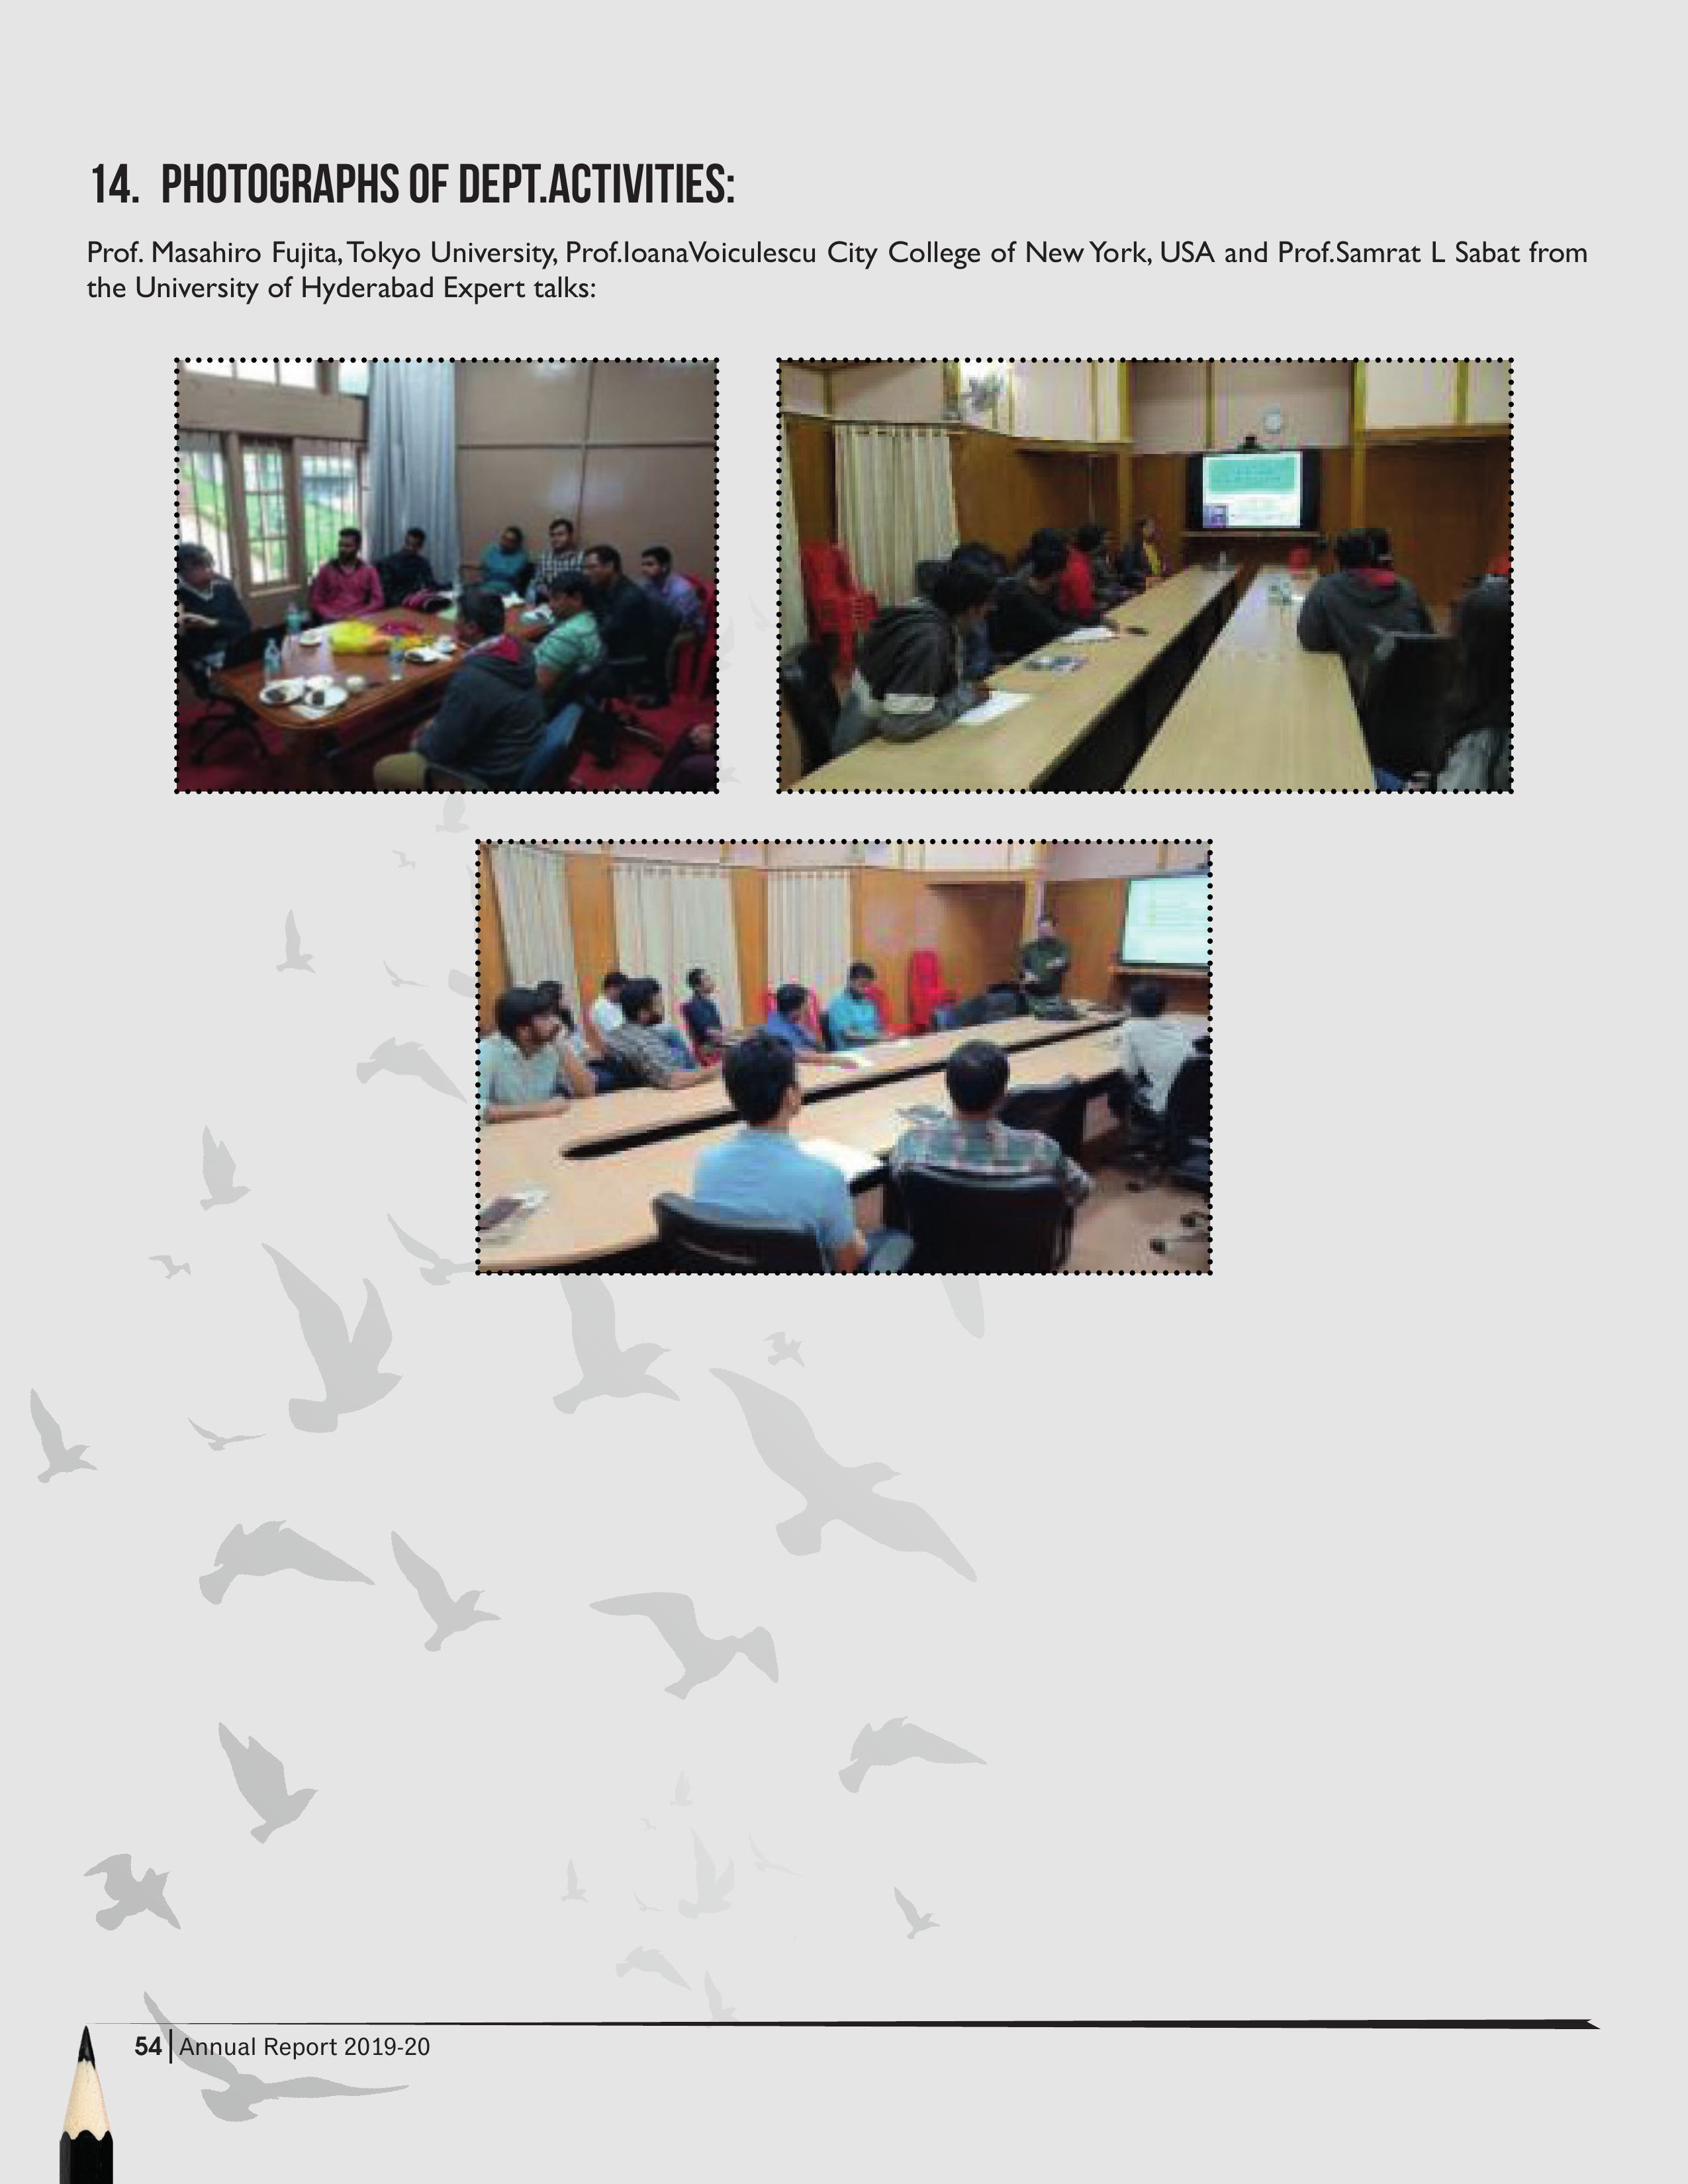 14. PHOTOGRAPHS OF DEPT.ACTIVITIES:
Prof. Masahiro Fujita, Tokyo University, Prof.IoanaVoiculescu City College of New York, USA and Prof.Samrat L Sabat from
the University of Hyderabad Expert talks:
54 Annual Report 2019-20